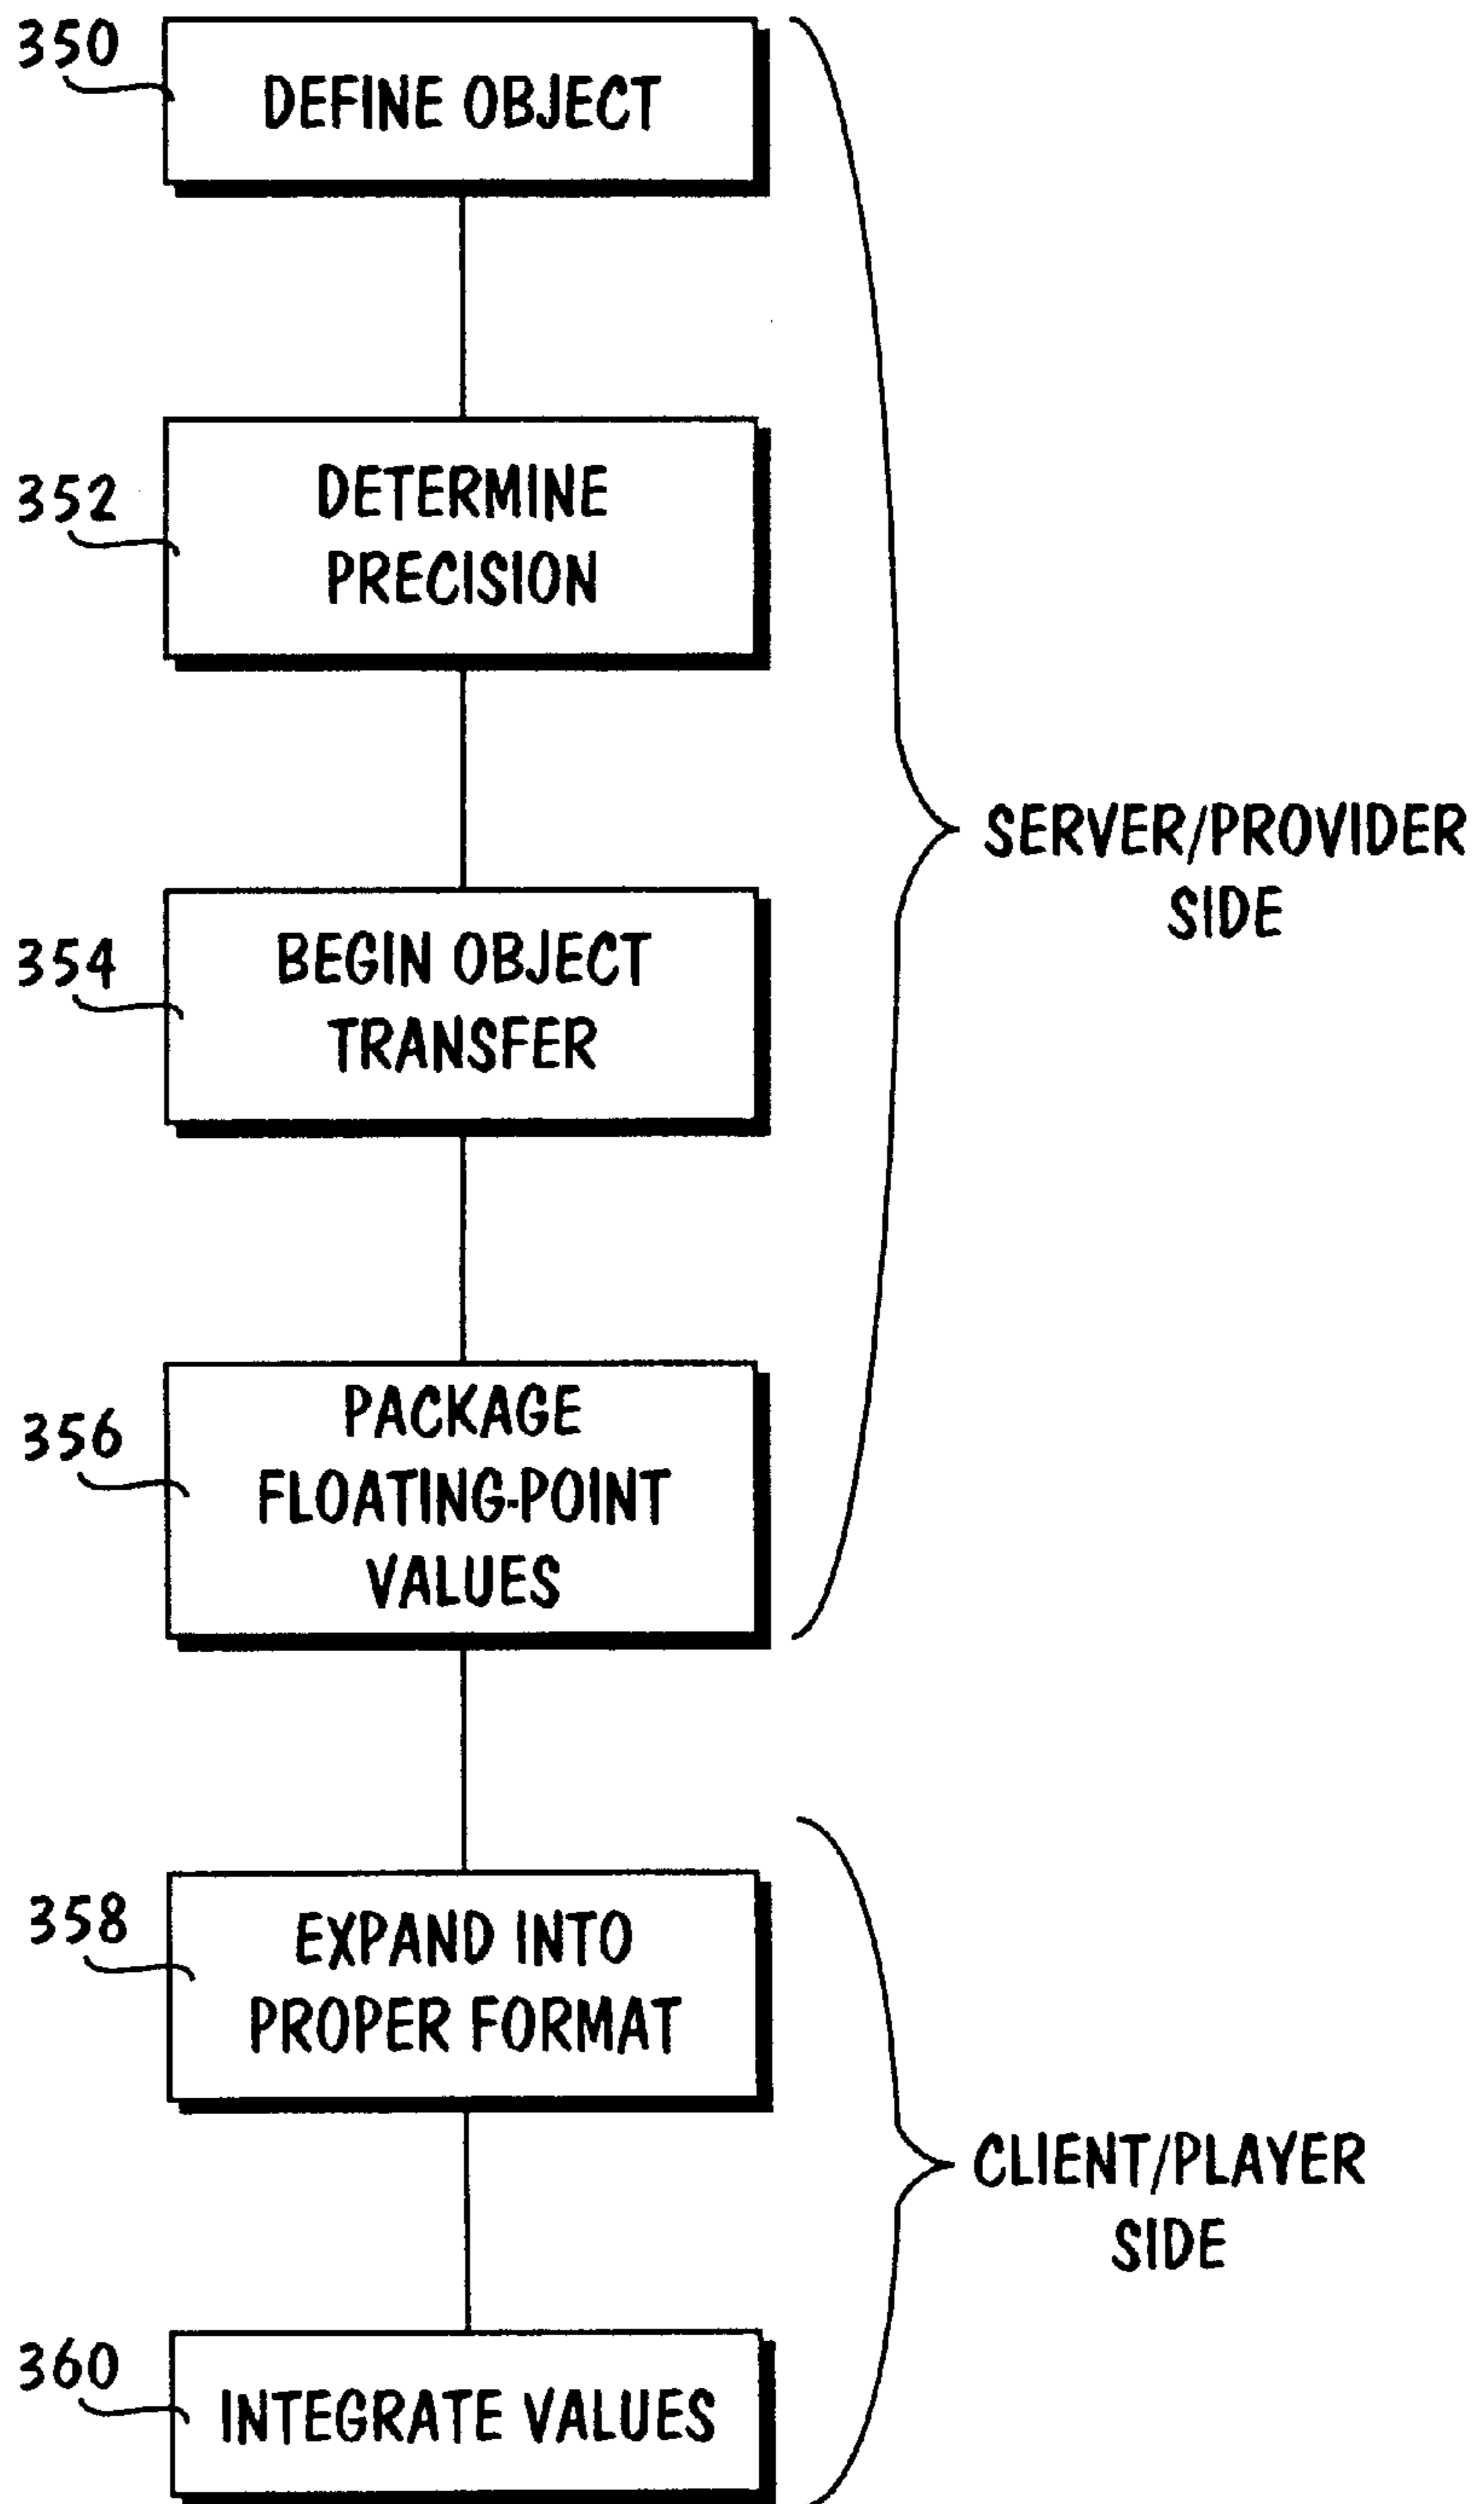 350
DEFINE OBJECT
352
DETERMINE
PRECISION
SERVER/PROVIDER
SIDE
354
BEGIN OBJECT
TRANSFER
356
PACKAGE
FLOATING-POINT
VALUES
358
EXPAND INTO
PROPER FORMAT
CLIENT/PLAYER
SIDE
360
INTEGRATE VALUES